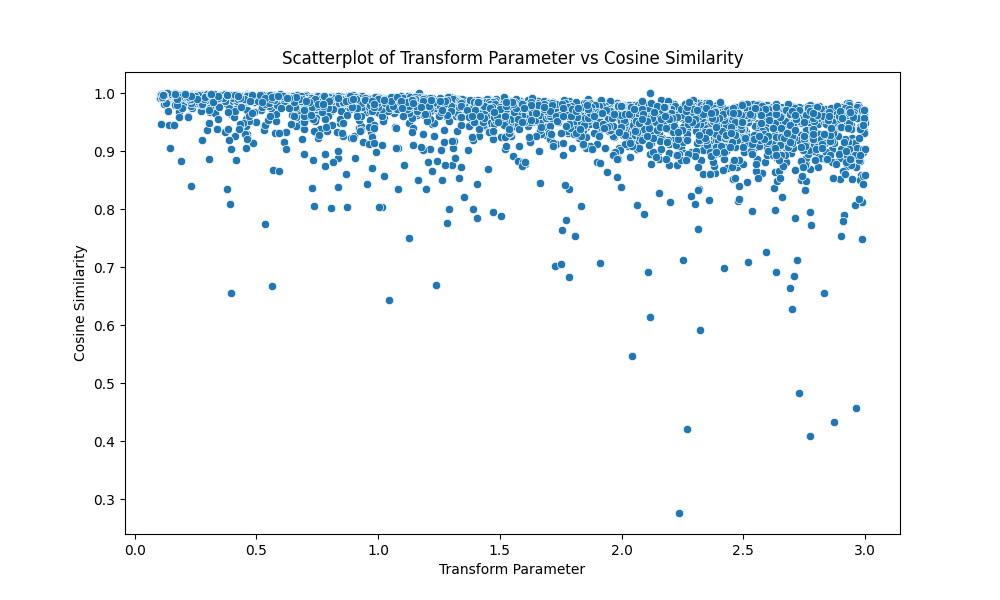 Scatterplot of Transform Parameter vs Cosine Similarity
1.0
0.9
0.8
0.7
0.6
0.5
0.4
0.3
Cosine Similarity
0.0 0.5 1.0 1.5 2.0 2.5 3.0
Transform Parameter